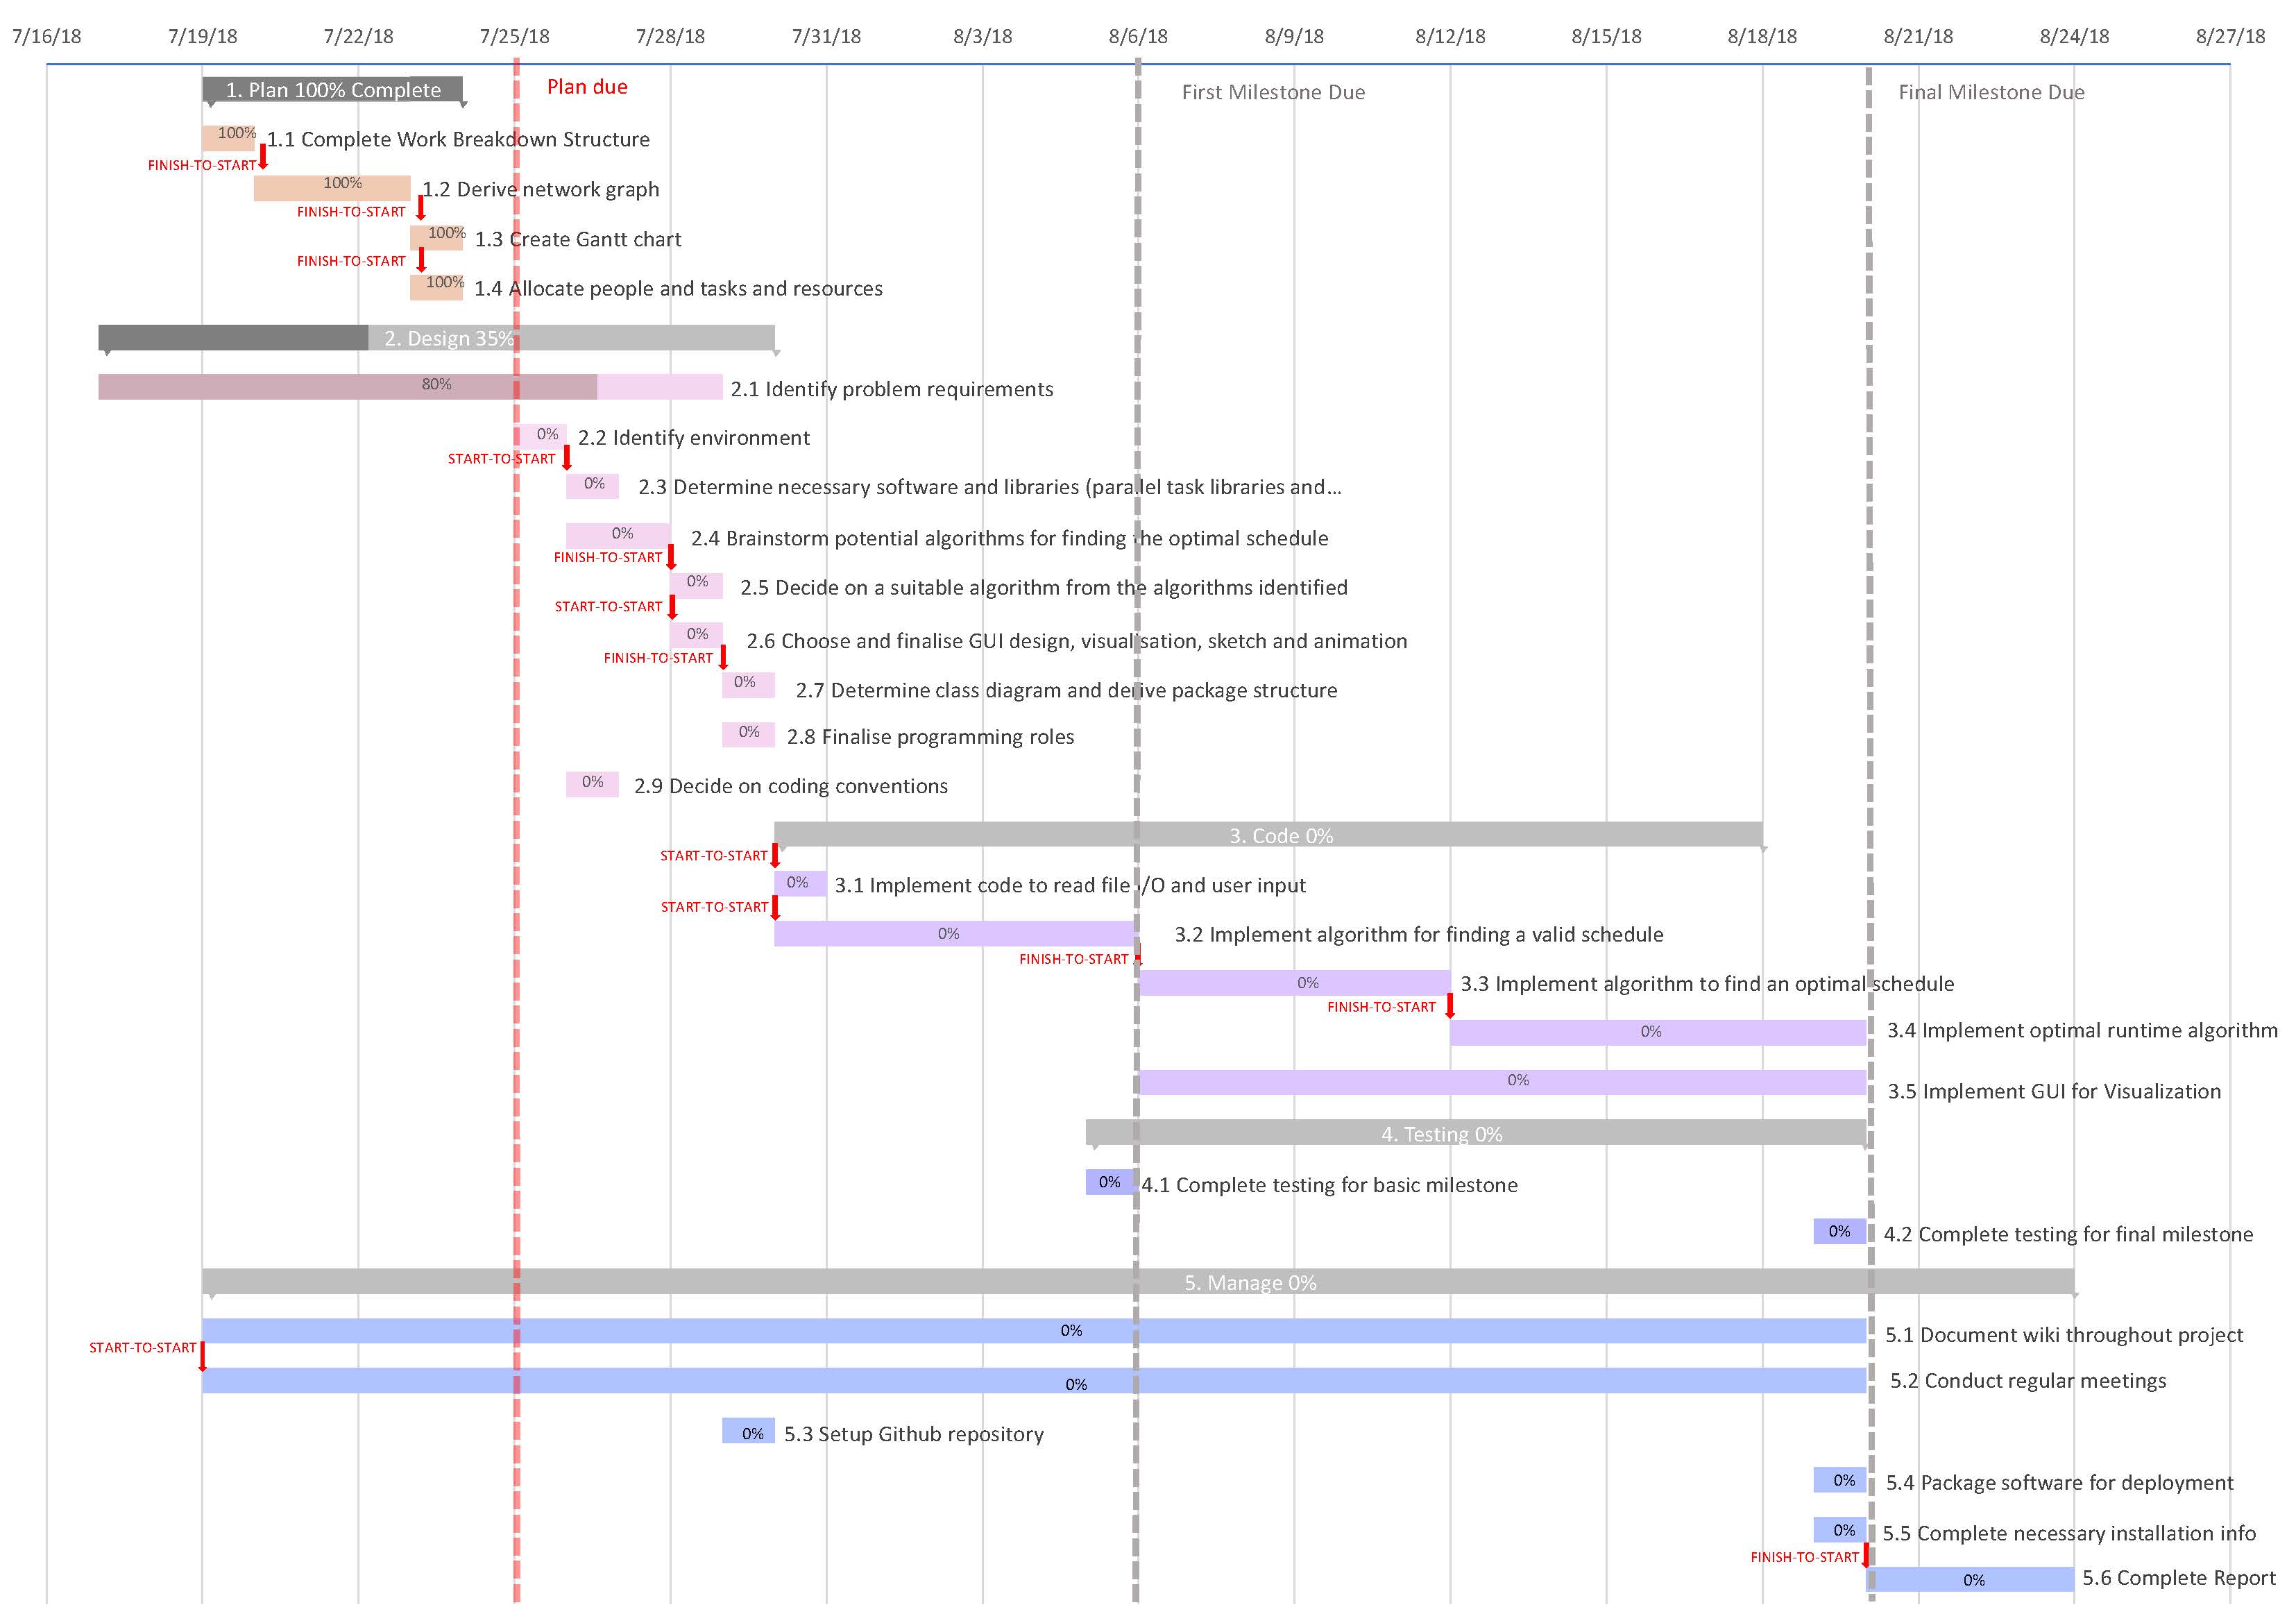 7/16/18 7/19/18 7/22/18 7/25/18 7/28/18 7/31/18 8/3/18 8/6/18 8/9/18 8/12/18 8/15/18 8/18/18 8/21/18 8/24/18 8/27/18
1. Plan 100% Complete
Plan due
First Milestone Due
Final Milestone Due
100% 1.1 Complete Work Breakdown Structure
FINISH-TO-START
100% 1.2 Derive network graph
FINISH-TO-START
100% 1.3 Create Gantt chart
FINISH-TO-START
100% 1.4 Allocate people and tasks and resources
2. Design 35%
80% 2.1 Identify problem requirements
0% 2.2 Identify environment
START-TO-START
0% 2.3 Determine necessary software and libraries (parallel task libraries and...
0% 2.4 Brainstorm potential algorithms for finding the optimal schedule
FINISH-TO-START
0% 2.5 Decide on a suitable algorithm from the algorithms identified
START-TO-START
0% 2.6 Choose and finalise GUI design, visualisation, sketch and animation
FINISH-TO-START
0% 2.7 Determine class diagram and derive package structure
0% 2.8 Finalise programming roles
0% 2.9 Decide on coding conventions
3. Code 0%
START-TO-START
0% 3.1 Implement code to read file I/O and user input
START-TO-START
0% 3.2 Implement algorithm for finding a valid schedule
FINISH-TO-START
0% 3.3 Implement algorithm to find an optimal schedule
FINISH-TO-START
0% 3.4 Implement optimal runtime algorithm
0% 3.5 Implement GUI for Visualization
4. Testing 0%
0% 4.1 Complete testing for basic milestone
0% 4.2 Complete testing for final milestone
5. Manage 0%
0% 5.1 Document wiki throughout project
START-TO-START
0% 5.2 Conduct regular meetings
0% 5.3 Setup Github repository
0% 5.4 Package software for deployment
0% 5.5 Complete necessary installation info
FINISH-TO-START
0% 5.6 Complete Report